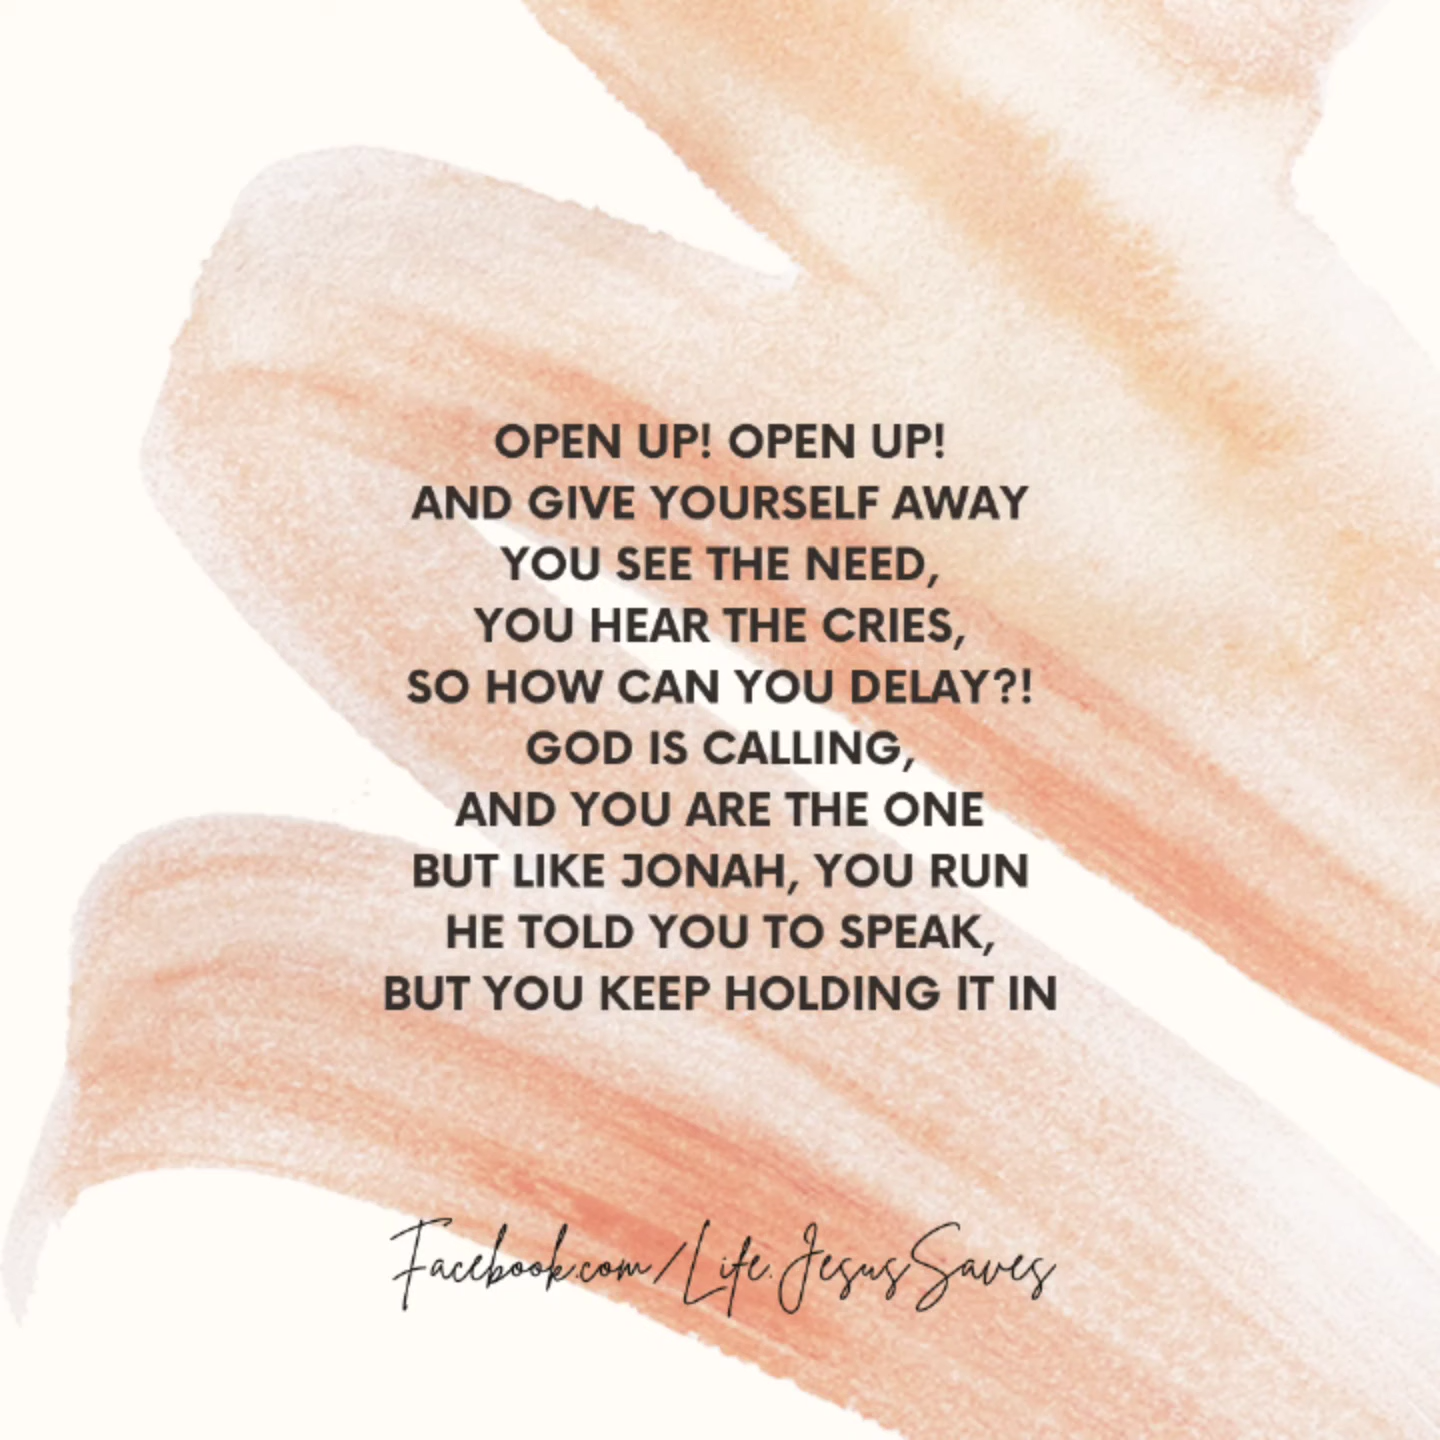 OPEN UP! OPEN UP!
AND GIVE YOURSELF AWAY
YOU SEE THE NEED,
YOU HEAR THE CRIES,
SO HOW CAN YOU DELAY?!
GOD IS CALLING,
AND YOU ARE THE ONE
BUT LIKE JONAH, YOU RUN
HE TOLD YOU TO SPEAK,
BUT YOU KEEP HOLDING IT IN
Facebook.com/Life.JesusSaves